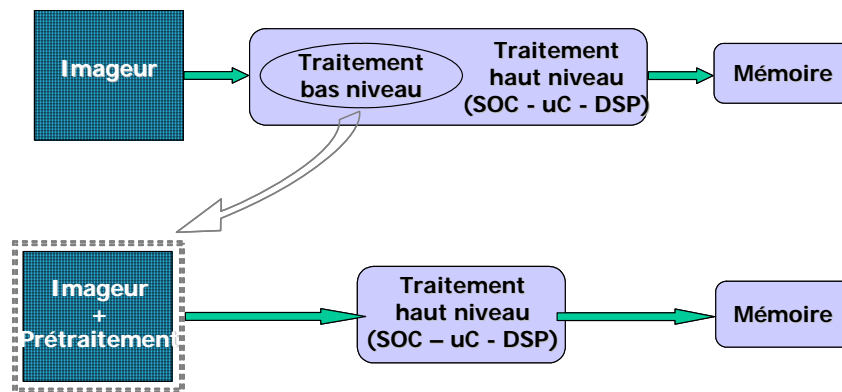 Imageur
Traitement
bas niveau
Traitement
haut niveau
(SOC - uC - DSP)
Mémoire
Imageur
+
Prétraitement
Traitement
haut niveau
(SOC – uC - DSP)
Mémoire